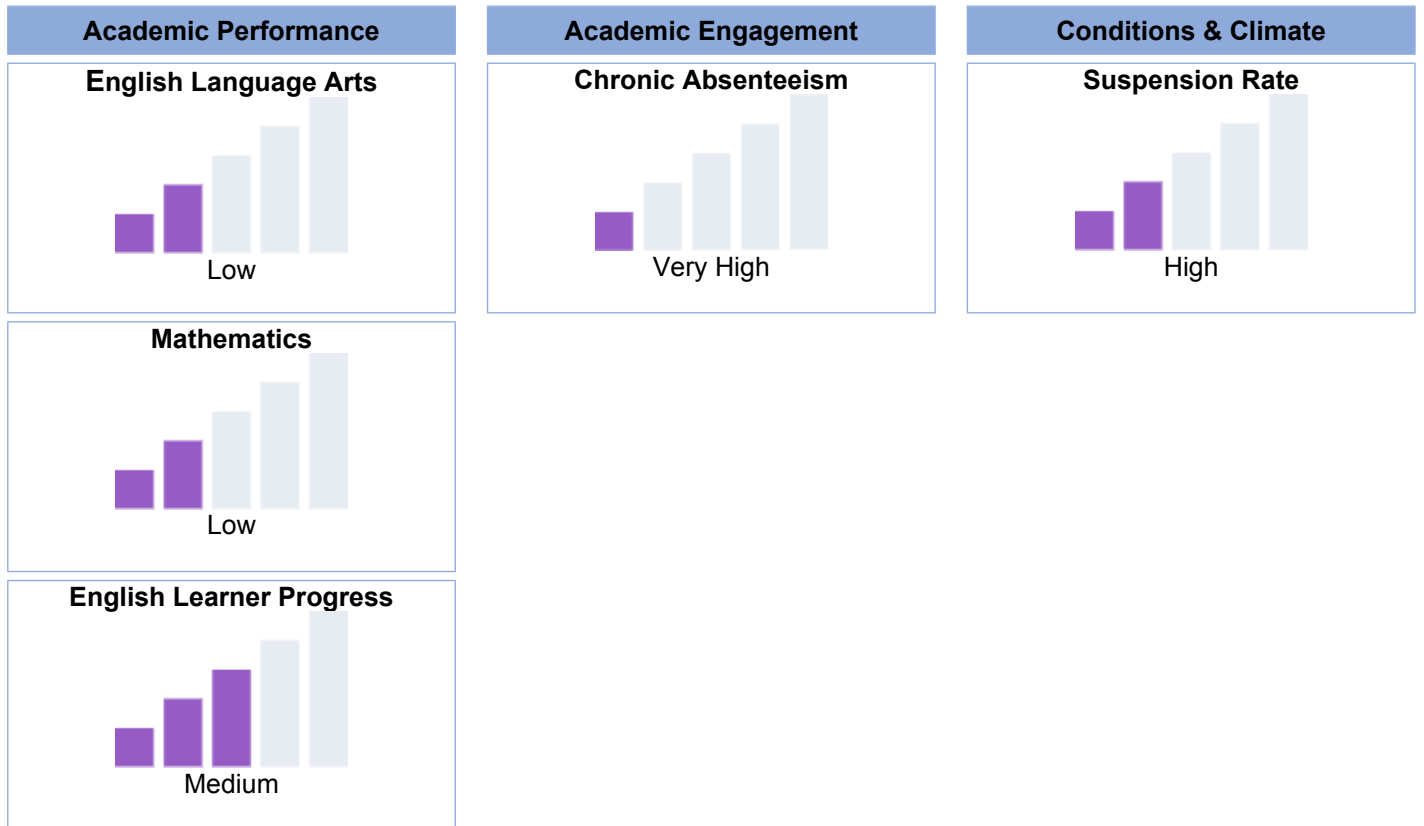 Academic Performance
English Language Arts
Low
Mathematics
Low
English Learner Progress
Medium
Academic Engagement
Chronic Absenteeism
Very High
Conditions & Climate
Suspension Rate
High